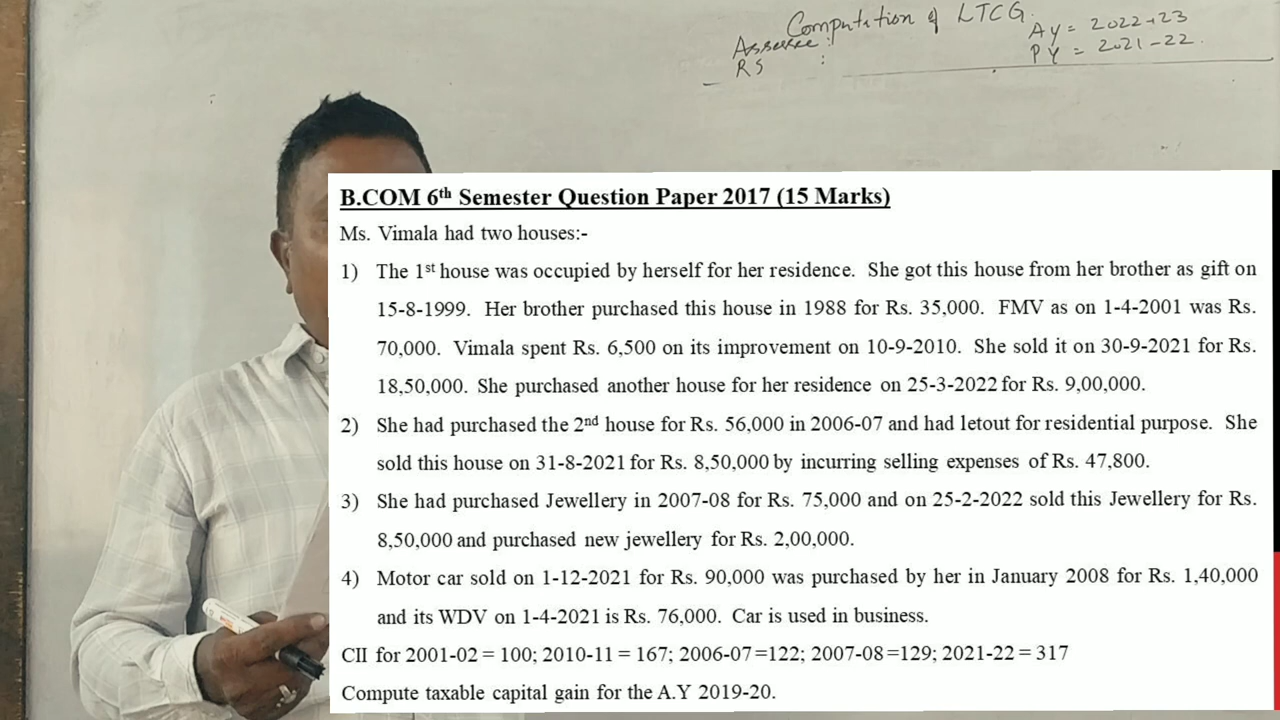 Computation of LTCG
Assessee :
AY = 2022-23
RS :
PY = 2021-22.
B.COM 6th Semester Question Paper 2017 (15 Marks)
Ms. Vimala had two houses:-
1) The 1st house was occupied by herself for her residence. She got this house from her brother as gift on
15-8-1999. Her brother purchased this house in 1988 for Rs. 35,000. FMV as on 1-4-2001 was Rs.
70,000. Vimala spent Rs. 6,500 on its improvement on 10-9-2010. She sold it on 30-9-2021 for Rs.
18,50,000. She purchased another house for her residence on 25-3-2022 for Rs. 9,00,000.
2) She had purchased the 2nd house for Rs. 56,000 in 2006-07 and had letout for residential purpose. She
sold this house on 31-8-2021 for Rs. 8,50,000 by incurring selling expenses of Rs. 47,800.
3) She had purchased Jewellery in 2007-08 for Rs. 75,000 and on 25-2-2022 sold this Jewellery for Rs.
8,50,000 and purchased new jewellery for Rs. 2,00,000.
4) Motor car sold on 1-12-2021 for Rs. 90,000 was purchased by her in January 2008 for Rs. 1,40,000
and its WDV on 1-4-2021 is Rs. 76,000. Car is used in business.
CII for 2001-02 = 100; 2010-11 = 167; 2006-07 =122; 2007-08 =129; 2021-22 = 317
Compute taxable capital gain for the A.Y 2019-20.